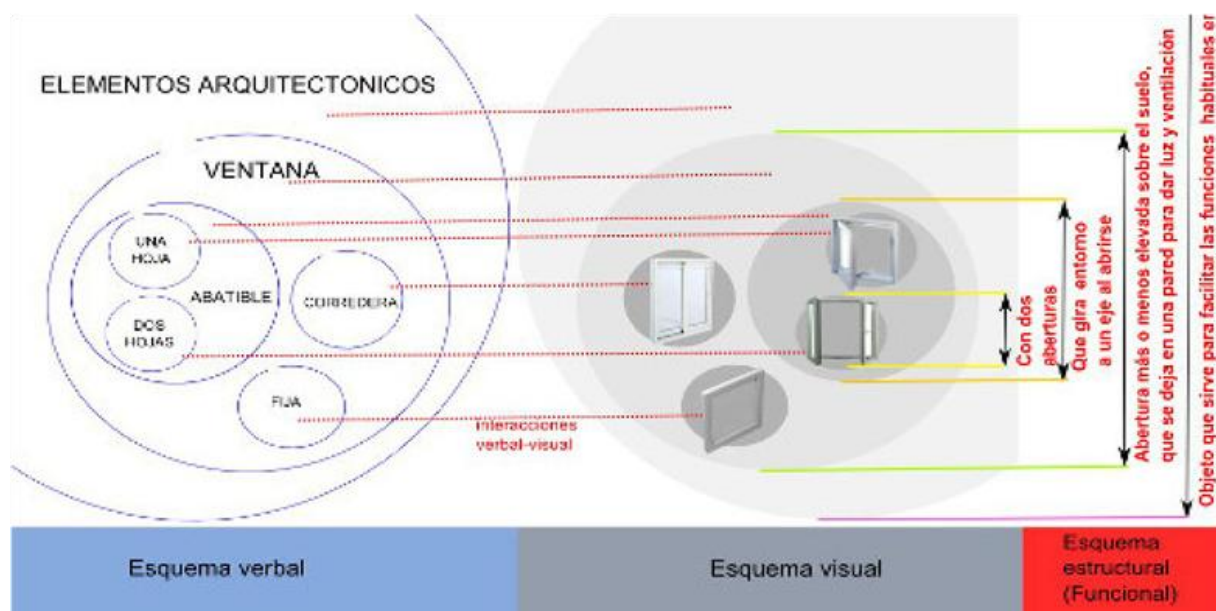 ELEMENTOS ARQUITECTONICOS
VENTANA
UNA
HOJA
ABATIBLE
CORREDERA
DOS
HOJAS
FIJA
interacciones
verbal-visual
Con dos
aberturas
Que gira entorno
a un eje al abrirse
Abertura más o menos elevada sobre el suelo,
que se deja en una pared para dar luz y ventilación
Objeto que sirve para facilitar las funciones habituales en
Esquema verbal
Esquema visual
Esquema
estructural
(Funcional)